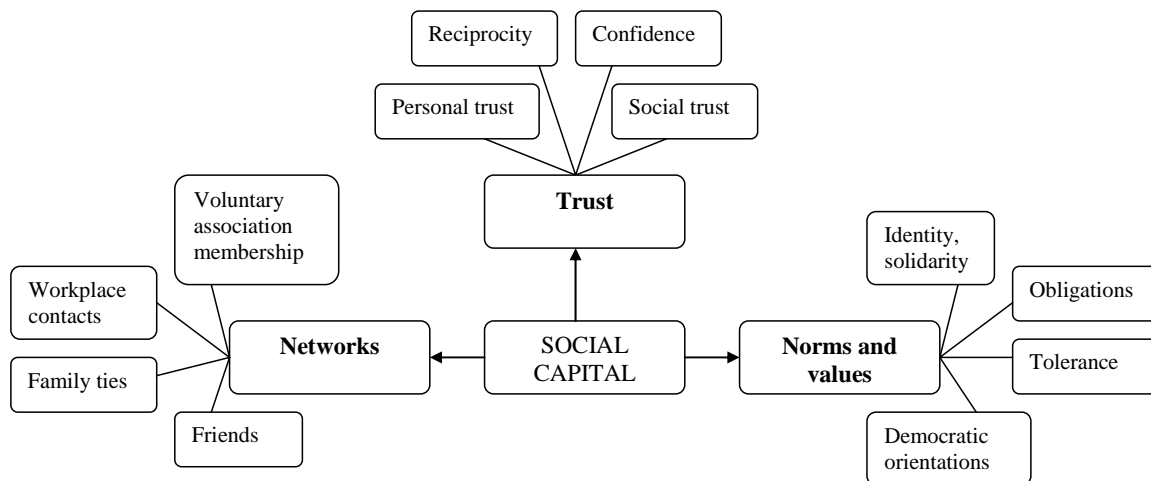 Reciprocity
Confidence
Personal trust
Social trust
Trust
Voluntary
association
membership
Workplace
contacts
Family ties
Friends
Networks
SOCIAL
CAPITAL
Norms and
values
Identity,
solidarity
Obligations
Tolerance
Democratic
orientations